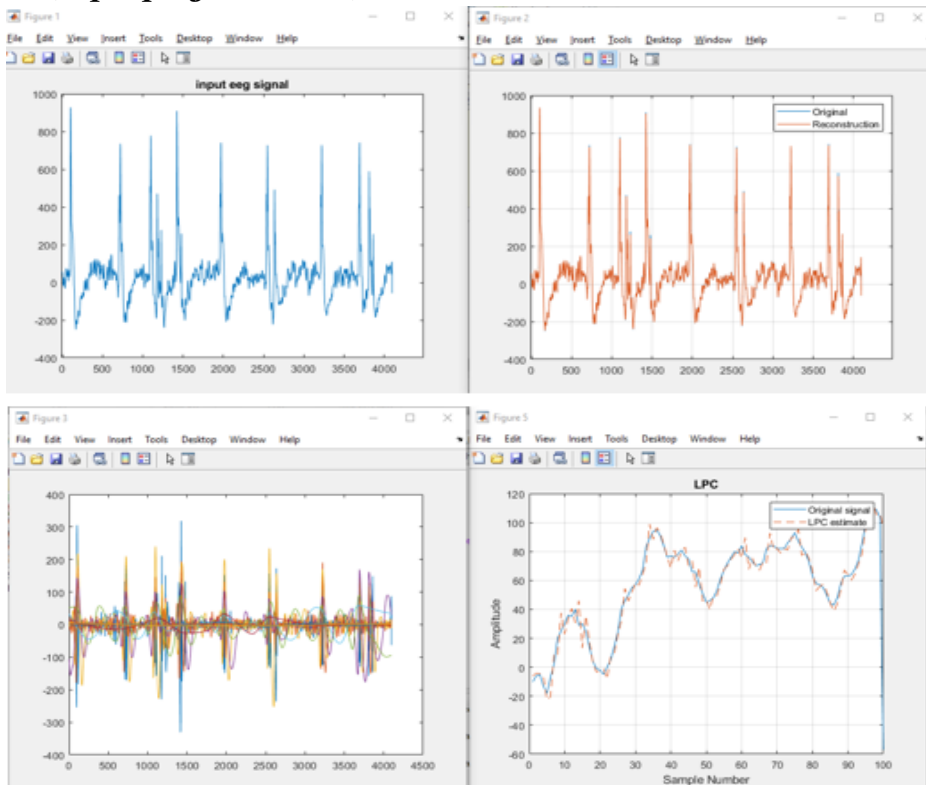 Figure 1
File Edit View Insert Tools Desktop Window Help
input eeg signal
1000
800
600
400
200
0
-200
-400
0 500 1000 1500 2000 2500 3000 3500 4000
Figure 2
File Edit View Insert Tools Desktop Window Help
1000
Original
Reconstruction
800
600
400
200
0
-200
-400
0 500 1000 1500 2000 2500 3000 3500 4000
Figure 3
File Edit View Insert Tools Desktop Window Help
400
300
200
100
0
-100
-200
-300
-400
0 500 1000 1500 2000 2500 3000 3500 4000 4500
Figure 5
File Edit View Insert Tools Desktop Window Help
LPC
120
Original signal
LPC estimate
100
80
60
40
20
0
-20
-40
-60
Amplitude
0 10 20 30 40 50 60 70 80 90 100
Sample Number